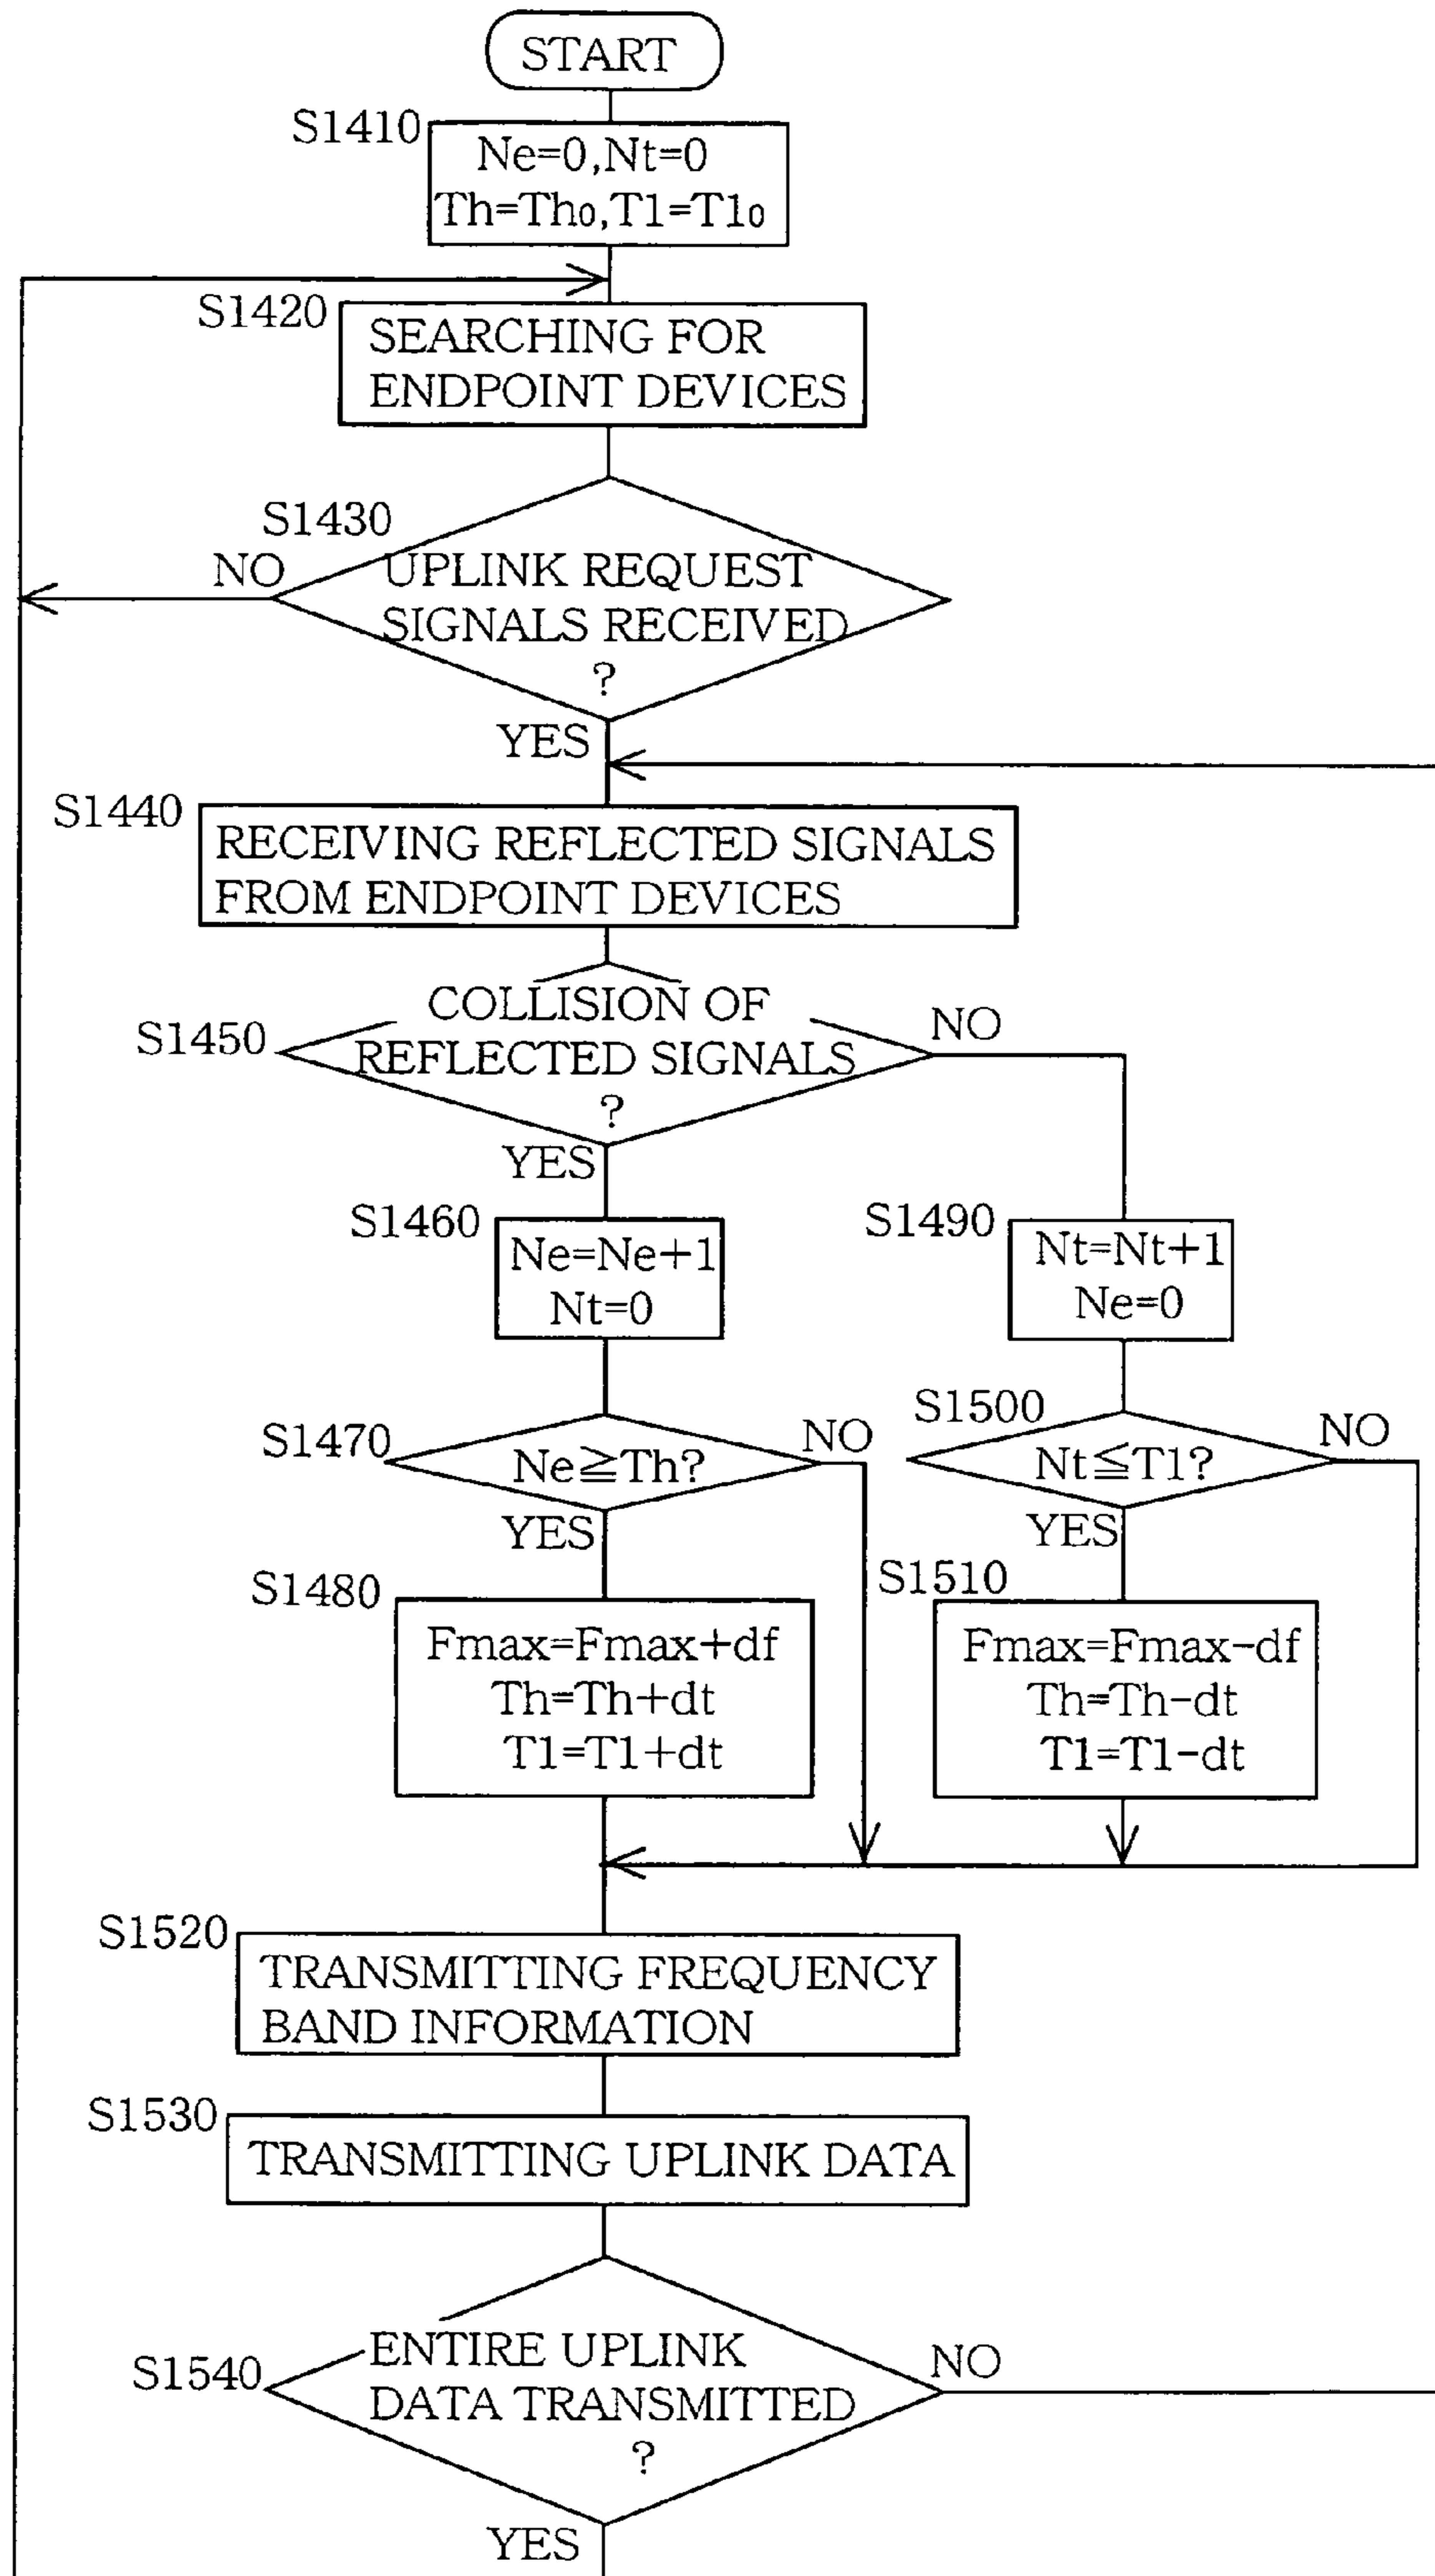 START
S1410
Ne=0,Nt=0
Th=Th0,T1=T10
S1420
SEARCHING FOR
ENDPOINT DEVICES
S1430
NO
UPLINK REQUEST
SIGNALS RECEIVED
?
YES
S1440
RECEIVING REFLECTED SIGNALS
FROM ENDPOINT DEVICES
S1450
COLLISION OF
REFLECTED SIGNALS
?
NO
YES
S1460
Ne=Ne+1
Nt=0
S1490
Nt=Nt+1
Ne=0
S1470
Ne≧Th?
NO
YES
S1500
Nt≦T1?
NO
YES
S1480
Fmax=Fmax+df
Th=Th+dt
T1=T1+dt
S1510
Fmax=Fmax-df
Th=Th-dt
T1=T1-dt
S1520
TRANSMITTING FREQUENCY
BAND INFORMATION
S1530
TRANSMITTING UPLINK DATA
S1540
ENTIRE UPLINK
DATA TRANSMITTED
?
NO
YES